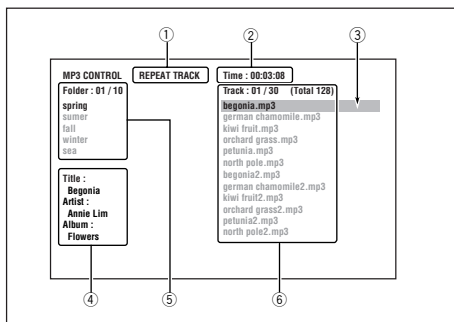 ① ② ③
MP3 CONTROL REPEAT TRACK Time : 00:03:08
Folder : 01 / 10
spring
sumer
fall
winter
sea
Track : 01 / 30 (Total 128)
begonia.mp3
german chamomile.mp3
kiwi fruit.mp3
orchard grass.mp3
petunia.mp3
north pole.mp3
begonia2.mp3
german chamomile2.mp3
kiwi fruit2.mp3
orchard grass2.mp3
petunia2.mp3
north pole2.mp3
Title :
Begonia
Artist :
Annie Lim
Album :
Flowers
④ ⑤ ⑥